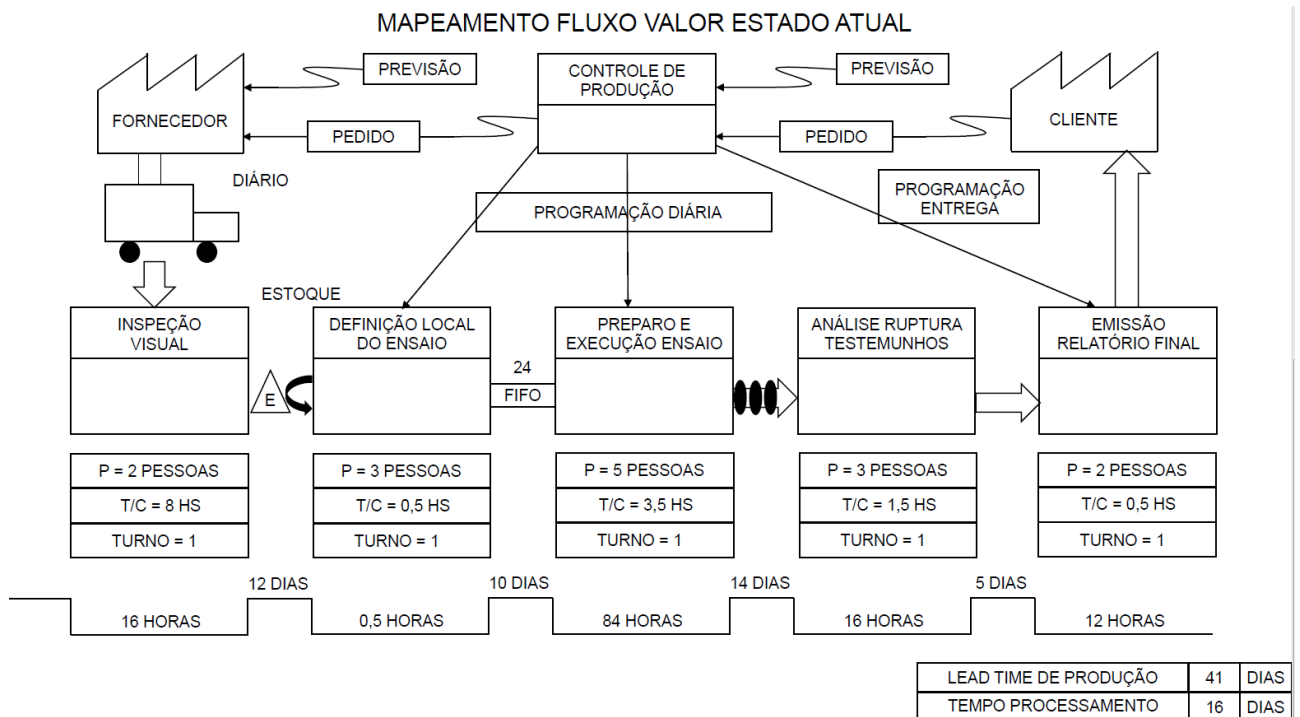 MAPEAMENTO FLUXO VALOR ESTADO ATUAL
FORNECEDOR
PREVISÃO
PEDIDO
CONTROLE DE
PRODUÇÃO
PREVISÃO
PEDIDO
CLIENTE
DIÁRIO
PROGRAMAÇÃO DIÁRIA
PROGRAMAÇÃO
ENTREGA
ESTOQUE
INSPEÇÃO
VISUAL
E
DEFINIÇÃO LOCAL
DO ENSAIO
24
FIFO
PREPARO E
EXECUÇÃO ENSAIO
ANÁLISE RUPTURA
TESTEMUNHOS
EMISSÃO
RELATÓRIO FINAL
P = 2 PESSOAS
T/C = 8 HS
TURNO = 1
P = 3 PESSOAS
T/C = 0,5 HS
TURNO = 1
P = 5 PESSOAS
T/C = 3,5 HS
TURNO = 1
P = 3 PESSOAS
T/C = 1,5 HS
TURNO = 1
P = 2 PESSOAS
T/C = 0,5 HS
TURNO = 1
16 HORAS
12 DIAS
0,5 HORAS
10 DIAS
84 HORAS
14 DIAS
16 HORAS
5 DIAS
12 HORAS
LEAD TIME DE PRODUÇÃO 41 DIAS
TEMPO PROCESSAMENTO 16 DIAS